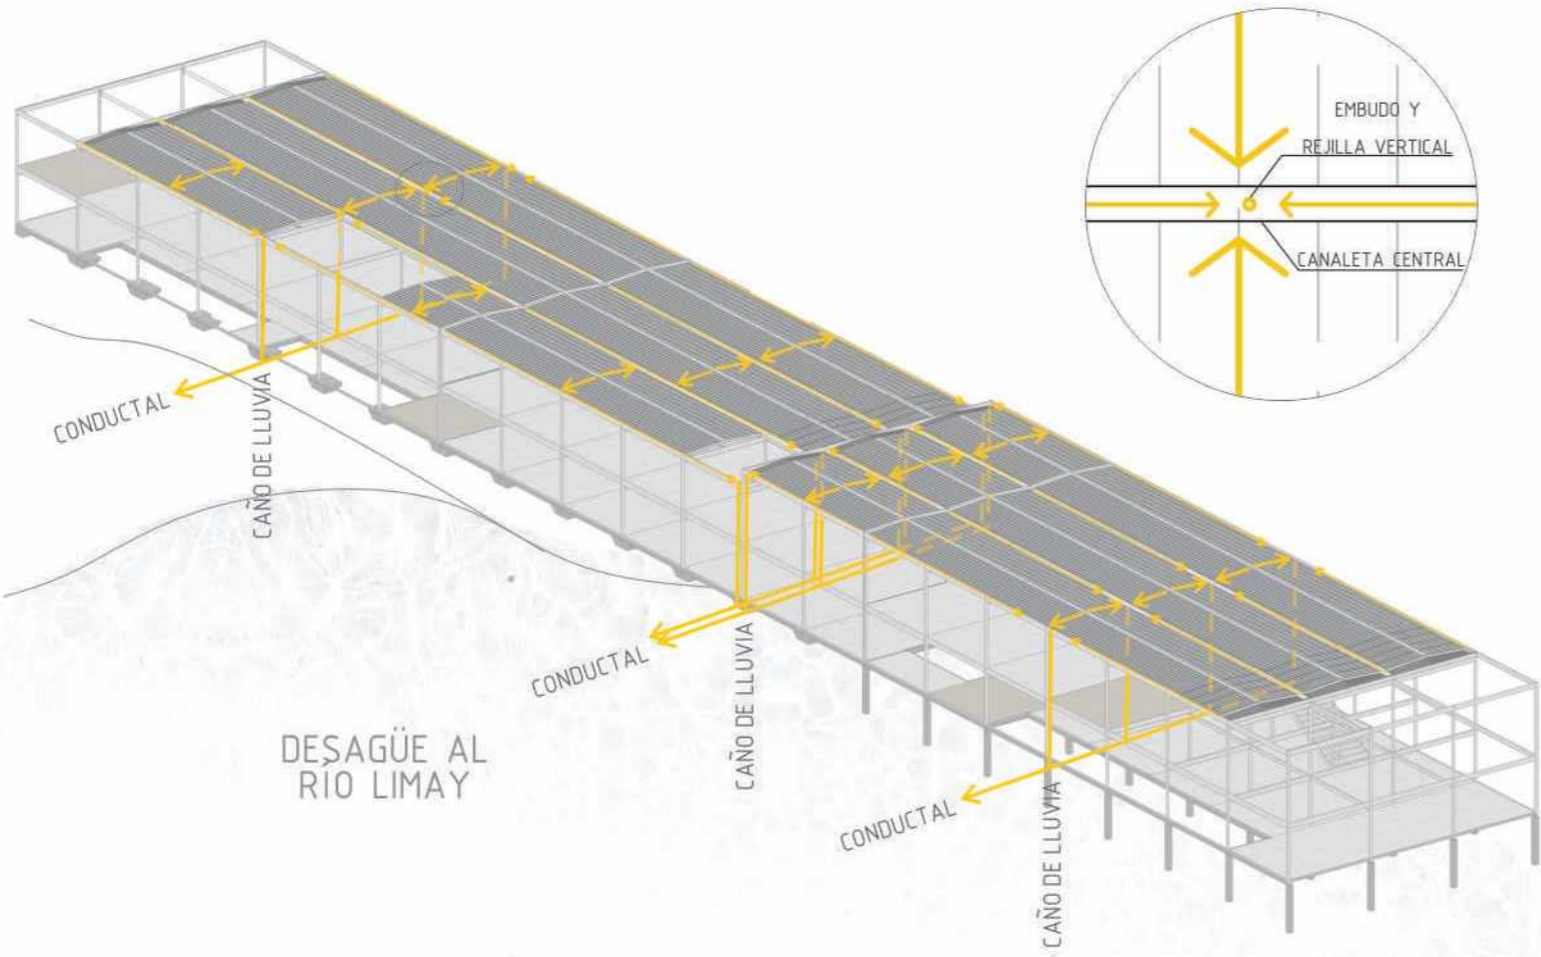 EMBUDO Y
REJILLA VERTICAL
CANALETA CENTRAL
CONDUCTAL
CAÑO DE LLUVIA
CONDUCTAL
CAÑO DE LLUVIA
DESAGÜE AL
RÍO LIMAY
CONDUCTAL
CAÑO DE LLUVIA